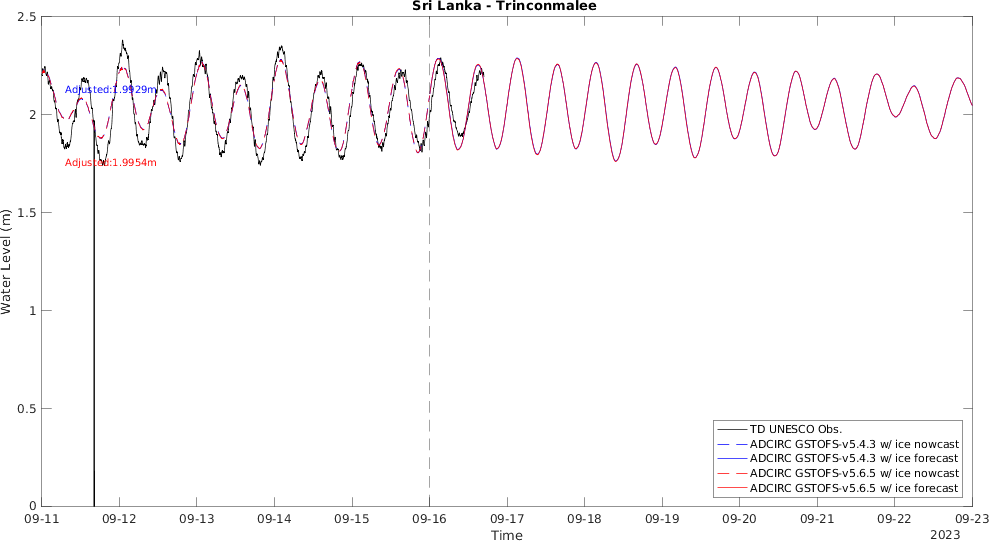 Sri Lanka - Trinconmalee
2.5
2
1.5
1
0.5
0
Water Level (m)
Adjusted:1.9929m
Adjusted:1.9954m
TD UNESCO Obs.
ADCIRC GSTOFS-v5.4.3 w/ ice nowcast
ADCIRC GSTOFS-v5.4.3 w/ ice forecast
ADCIRC GSTOFS-v5.6.5 w/ ice nowcast
ADCIRC GSTOFS-v5.6.5 w/ ice forecast
09-11 09-12 09-13 09-14 09-15 09-16 09-17 09-18 09-19 09-20 09-21 09-22 09-23
Time
2023